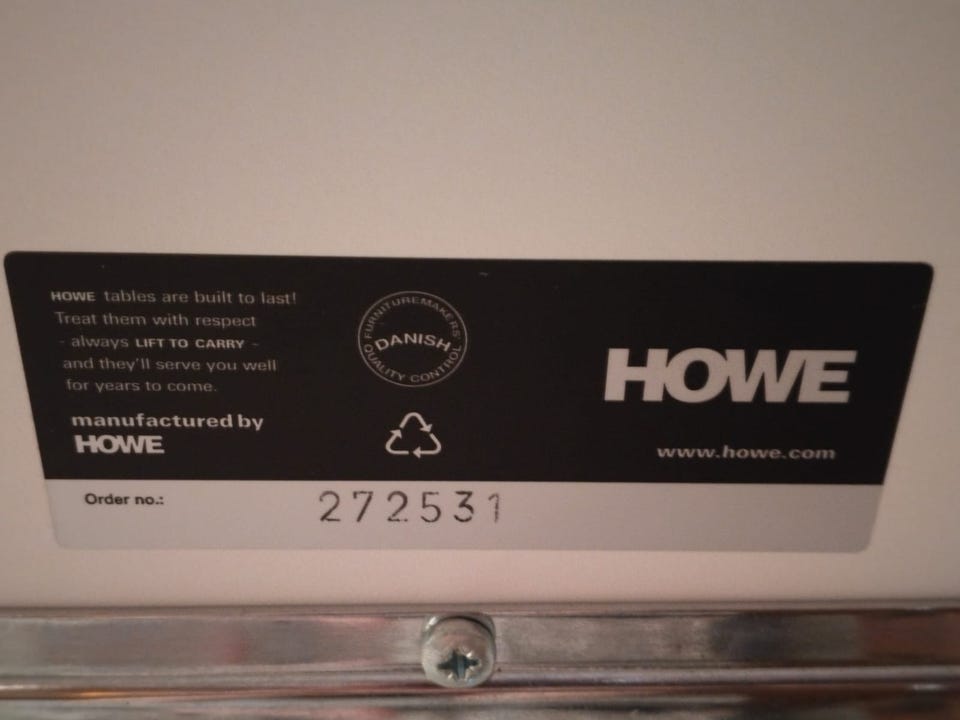 HOWE tables are built to last!
Treat them with respect
- always LIFT TO CARRY -
and they'll serve you well
for years to come.
manufactured by
HOWE
FURNITUREMAKERS'
DANISH
QUALITY CONTROL
HOWE
www.howe.com
Order no.:
272531